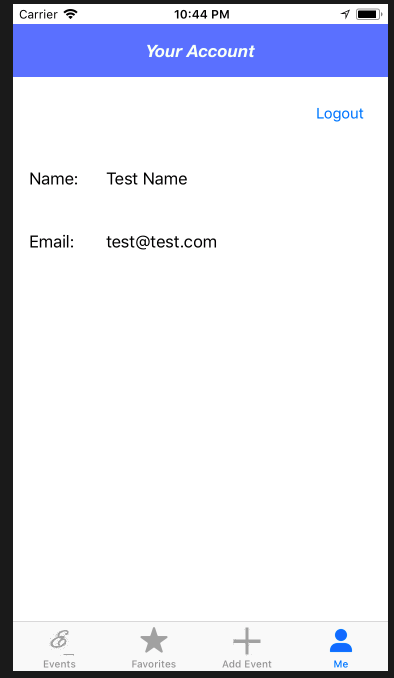 Carrier 10:44 PM
Your Account
Logout
Name: Test Name
Email: test@test.com
Events Favorites Add Event Me